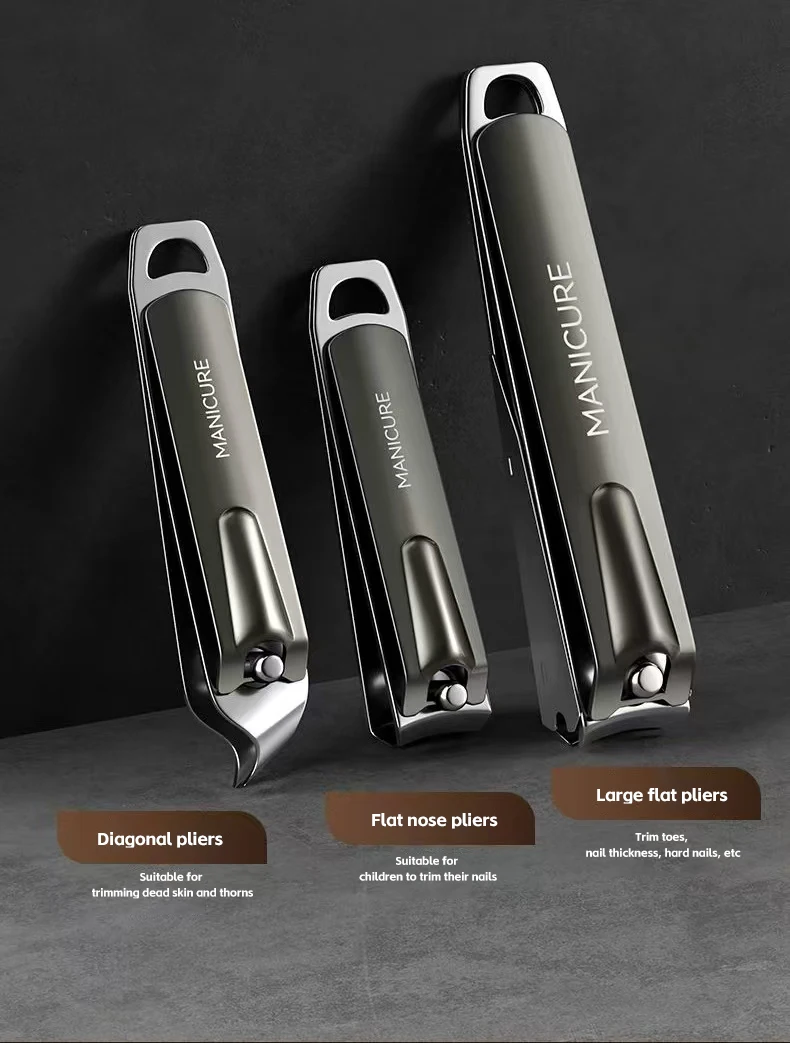 MANICURE
MANICURE
MANICURE
Diagonal pliers
Suitable for
trimming dead skin and thorns
Flat nose pliers
Suitable for
children to trim their nails
Large flat pliers
Trim toes,
nail thickness, hard nails, etc